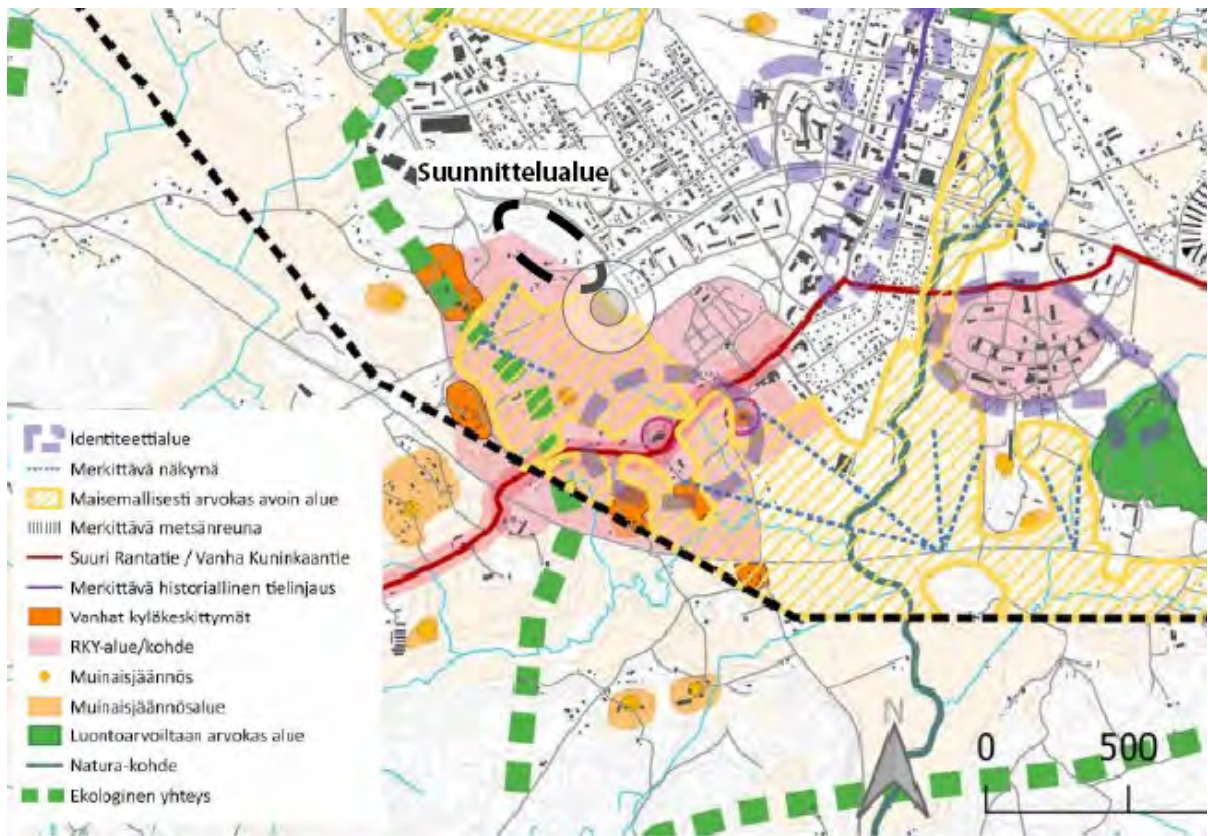 Suunnittelualue
Identiteettialue
Merkittävä näkymä
Maisemallisesti arvokas avoin alue
Merkittävä metsänreuna
Suuri Rantatie / Vanha Kuninkaantie
Merkittävä historiallinen tielinjaus
Vanhat kyläkeskittymät
RKY-alue/kohde
Muinaisjäännös
Muinaisjäännösalue
Luontoarvoiltaan arvokas alue
Natura-kohde
Ekologinen yhteys
N
0 500